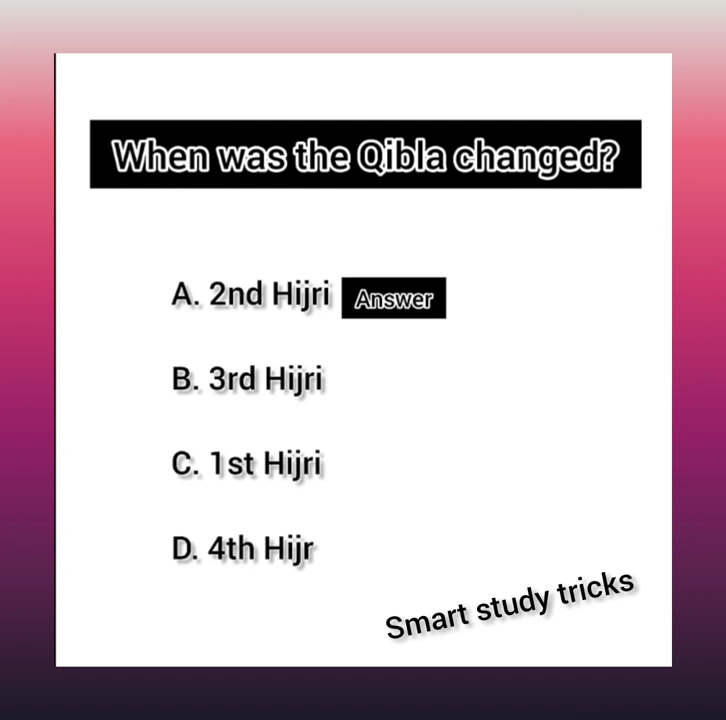 When was the Qibla changed?
A. 2nd Hijri Answer
B. 3rd Hijri
C. 1st Hijri
D. 4th Hijr
Smart study tricks